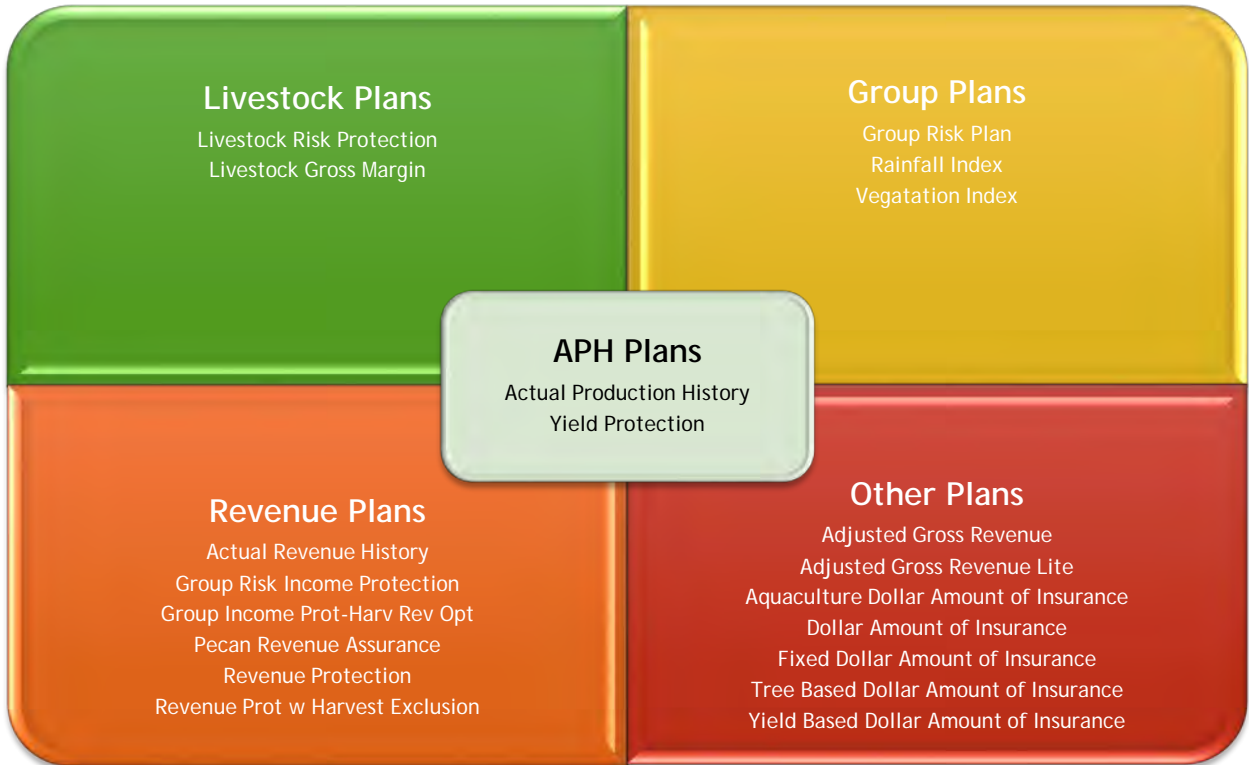 Livestock Plans
Livestock Risk Protection
Livestock Gross Margin
Group Plans
Group Risk Plan
Rainfall Index
Vegatation Index
APH Plans
Actual Production History
Yield Protection
Revenue Plans
Actual Revenue History
Group Risk Income Protection
Group Income Prot-Harv Rev Opt
Pecan Revenue Assurance
Revenue Protection
Revenue Prot w Harvest Exclusion
Other Plans
Adjusted Gross Revenue
Adjusted Gross Revenue Lite
Aquaculture Dollar Amount of Insurance
Dollar Amount of Insurance
Fixed Dollar Amount of Insurance
Tree Based Dollar Amount of Insurance
Yield Based Dollar Amount of Insurance